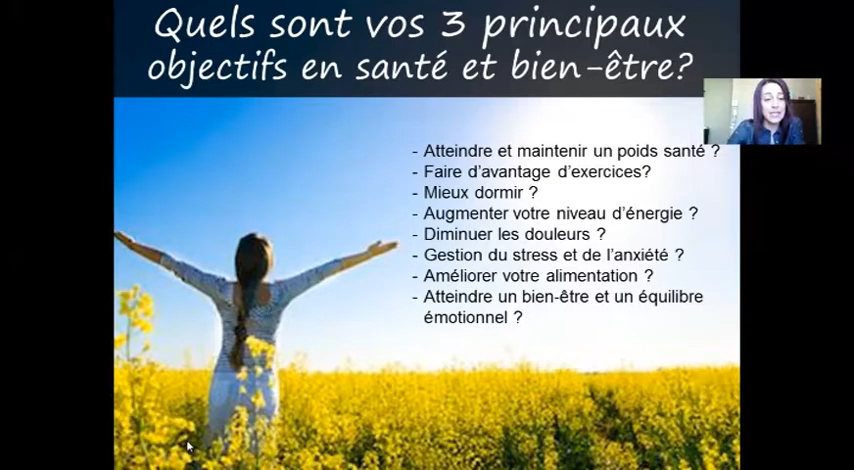 Quels sont vos 3 principaux
objectifs en santé et bien-être?
- Atteindre et maintenir un poids santé ?
- Faire d’avantage d’exercices?
- Mieux dormir ?
- Augmenter votre niveau d’énergie ?
- Diminuer les douleurs ?
- Gestion du stress et de l’anxiété ?
- Améliorer votre alimentation ?
- Atteindre un bien-être et un équilibre
émotionnel ?